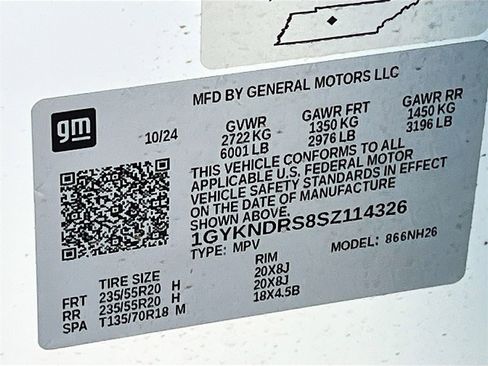 MFD BY GENERAL MOTORS LLC
gm
10/24
GVWR GAWR FRT GAWR RR
2722 KG 1350 KG 1450 KG
6001 LB 2976 LB 3196 LB
THIS VEHICLE CONFORMS TO ALL
APPLICABLE U.S. FEDERAL MOTOR
VEHICLE SAFETY STANDARDS IN EFFECT
ON THE DATE OF MANUFACTURE
SHOWN ABOVE.
1GYKNDRS8SZ114326
TYPE: MPV MODEL: 866NH26
TIRE SIZE RIM
FRT 235/55R20 H 20X8J
RR 235/55R20 H 20X8J
SPA T135/70R18 M 18X4.5B